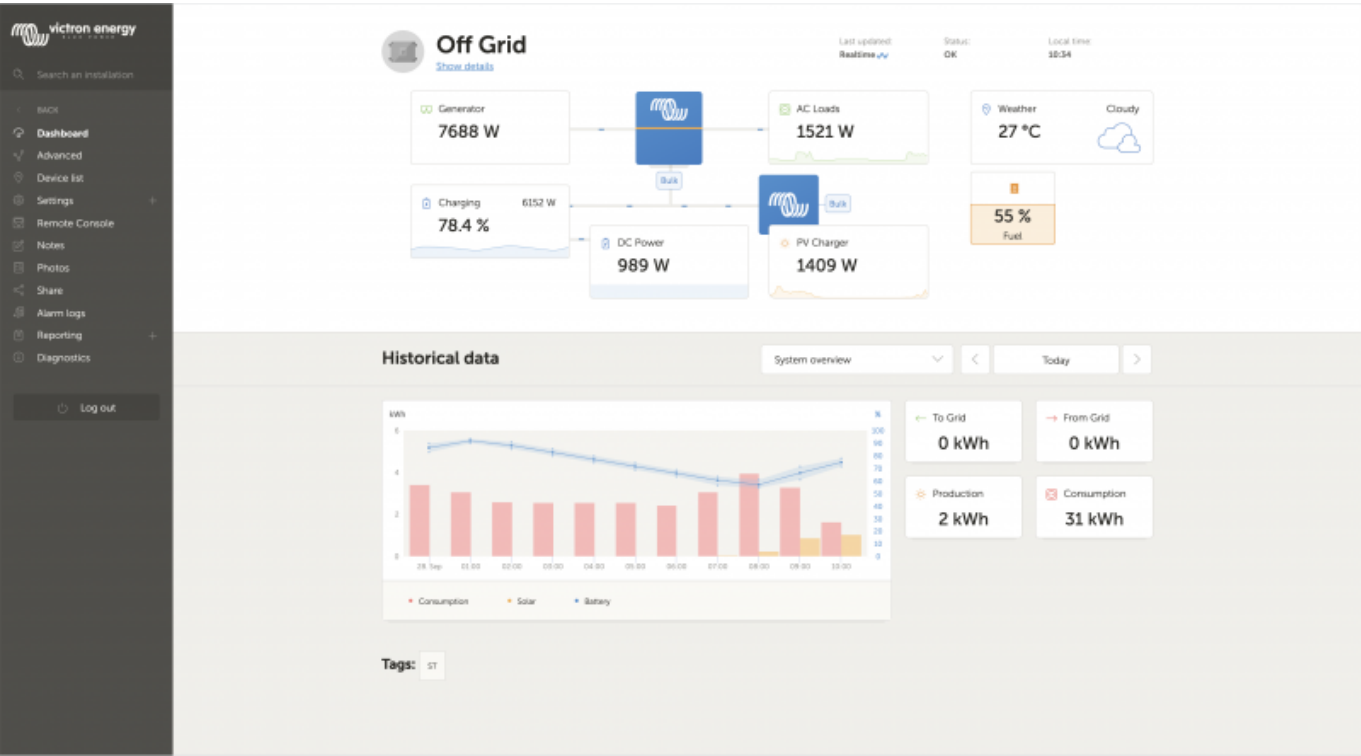 victron energy
BLUE POWER
Search an installation
BACK
Dashboard
Advanced
Device list
Settings
Remote Console
Notes
Photos
Share
Alarm logs
Reporting
Diagnostics
Log out
Off Grid
Show details
Last updated:
Realtime
Status:
OK
Local time:
10:34
Generator
7688 W
AC Loads
1521 W
Weather
Cloudy
27 °C
Bulk
Charging
6152 W
78.4 %
Bulk
55 %
Fuel
DC Power
989 W
PV Charger
1409 W
Historical data
System overview
Today
kWh
%
6
4
2
0
100
90
80
70
60
50
40
30
20
10
0
29. Sep
01:00
02:00
03:00
04:00
05:00
06:00
07:00
08:00
09:00
10:00
Consumption
Solar
Battery
To Grid
0 kWh
From Grid
0 kWh
Production
2 kWh
Consumption
31 kWh
Tags:
ST